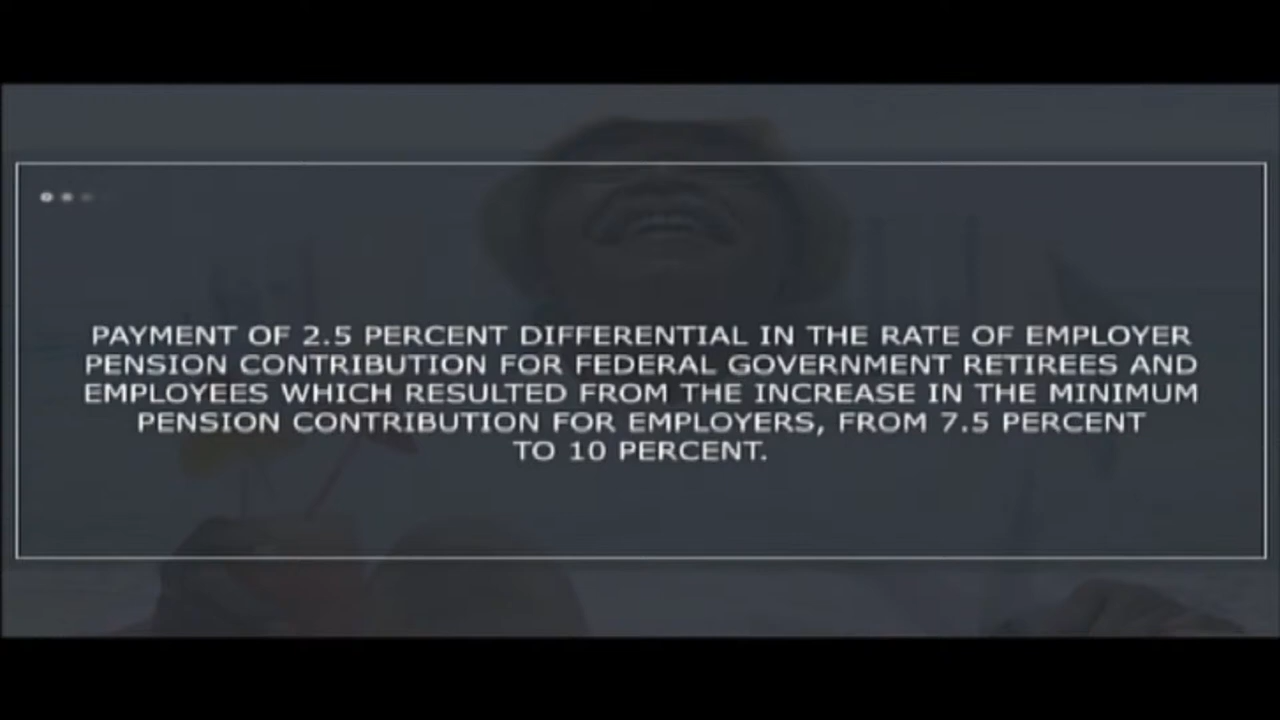 PAYMENT OF 2.5 PERCENT DIFFERENTIAL IN THE RATE OF EMPLOYER
PENSION CONTRIBUTION FOR FEDERAL GOVERNMENT RETIREES AND
EMPLOYEES WHICH RESULTED FROM THE INCREASE IN THE MINIMUM
PENSION CONTRIBUTION FOR EMPLOYERS, FROM 7.5 PERCENT
TO 10 PERCENT.